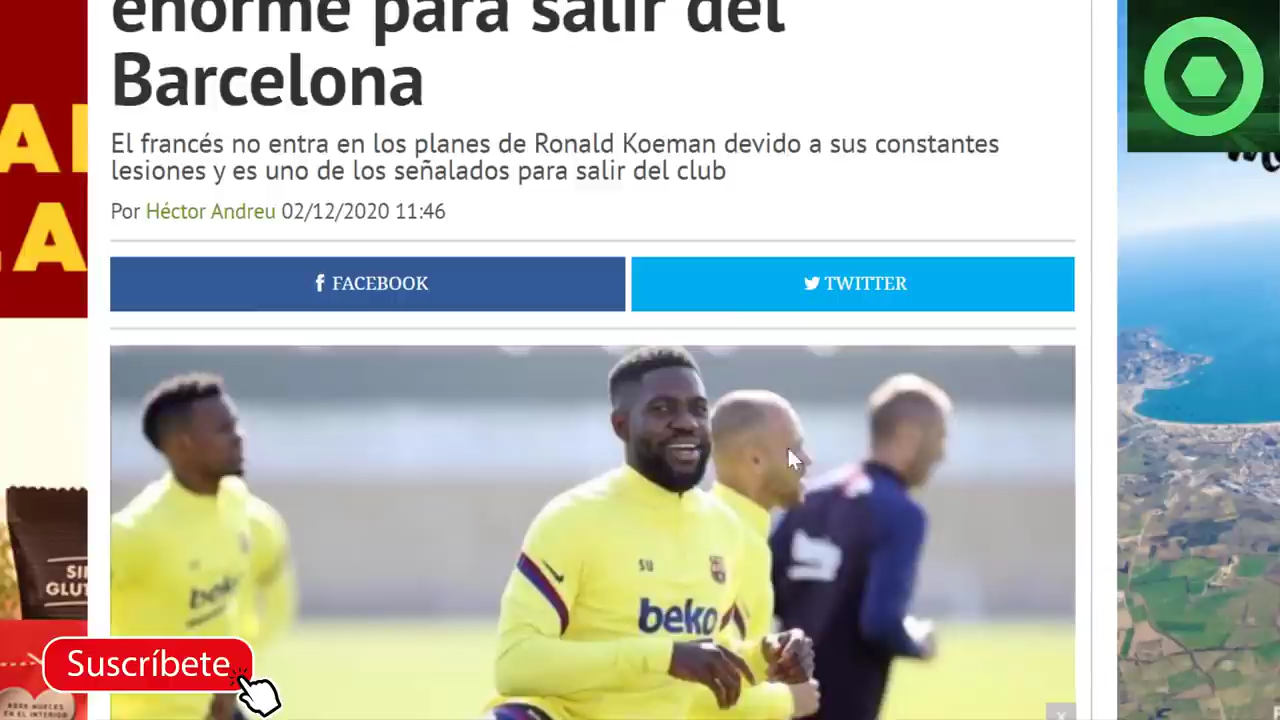 enorme para salir del
Barcelona
El francés no entra en los planes de Ronald Koeman devido a sus constantes
lesiones y es uno de los señalados para salir del club
Por Héctor Andreu 02/12/2020 11:46
FACEBOOK
TWITTER
SU
beko
beko
Suscríbete